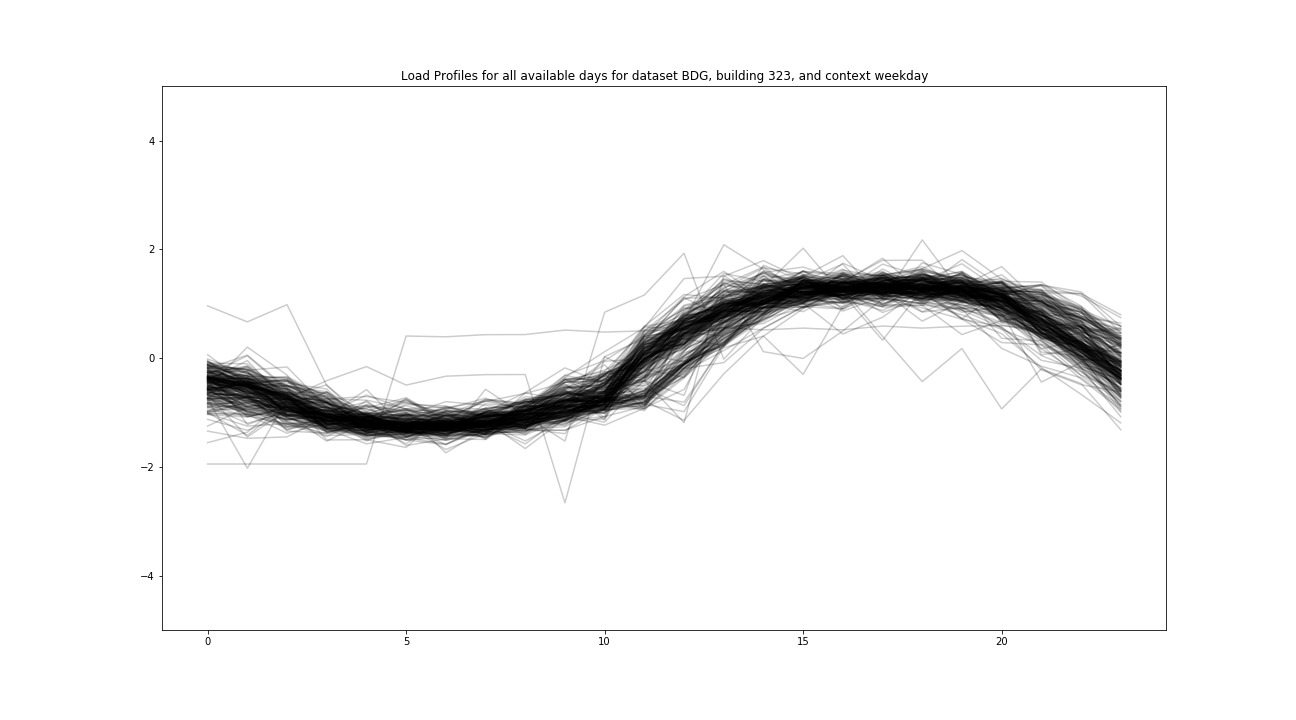 Load Profiles for all available days for dataset BDG, building 323, and context weekday
4
2
0
−2
−4
0 5 10 15 20